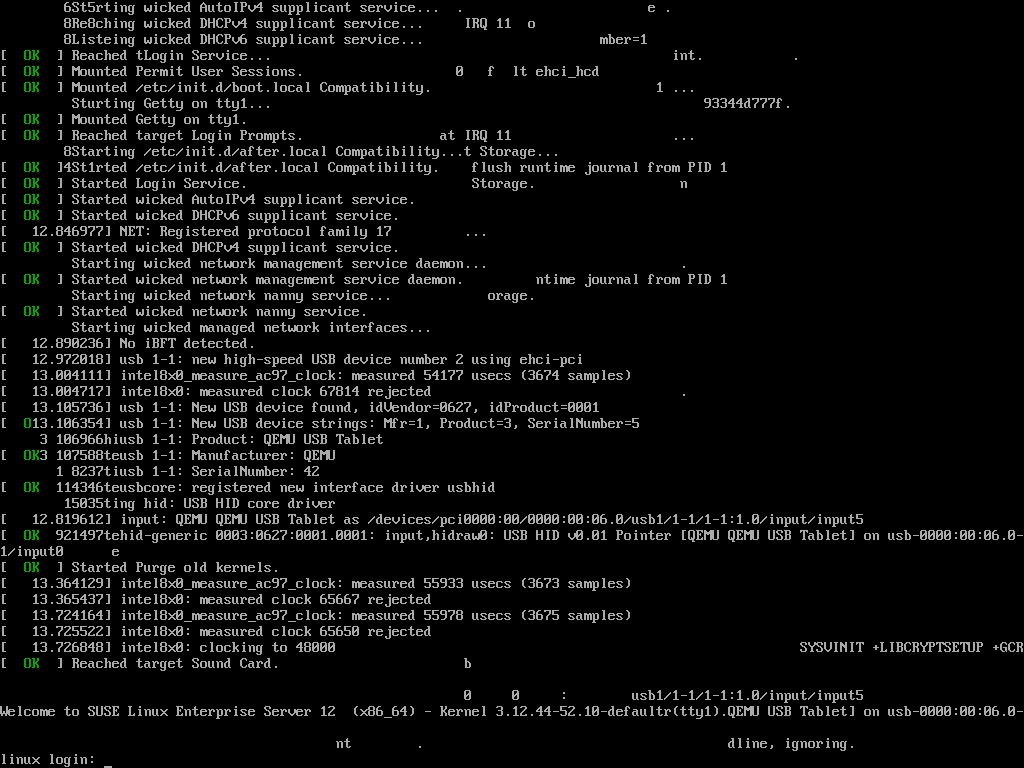 6St5rting wicked AutoIPv4 supplicant service... . e .
8Re8ching wicked DHCPv4 supplicant service... IRQ 11 o
8Listeing wicked DHCPv6 supplicant service... mber=1
[ OK ] Reached tLogin Service... int. .
[ OK ] Mounted Permit User Sessions. 0 f lt ehci_hcd
[ OK ] Mounted /etc/init.d/boot.local Compatibility. 1 ...
Sturting Getty on tty1... 93344d777f.
[ OK ] Mounted Getty on tty1.
[ OK ] Reached target Login Prompts. at IRQ 11 ...
8Starting /etc/init.d/after.local Compatibility...t Storage...
[ OK ]4St1rted /etc/init.d/after.local Compatibility. flush runtime journal from PID 1
[ OK ] Started Login Service. Storage. n
[ OK ] Started wicked AutoIPv4 supplicant service.
[ OK ] Started wicked DHCPv6 supplicant service.
[ 12.846977] NET: Registered protocol family 17 ...
[ OK ] Started wicked DHCPv4 supplicant service.
Starting wicked network management service daemon... .
[ OK ] Started wicked network management service daemon. ntime journal from PID 1
Starting wicked network nanny service... orage.
[ OK ] Started wicked network nanny service.
Starting wicked managed network interfaces...
[ 12.890236] No iBFT detected.
[ 12.972018] usb 1-1: new high-speed USB device number 2 using ehci-pci
[ 13.004111] intel8x0_measure_ac97_clock: measured 54177 usecs (3674 samples)
[ 13.004717] intel8x0: measured clock 67814 rejected .
[ 13.105736] usb 1-1: New USB device found, idVendor=0627, idProduct=0001
[ O13.106354] usb 1-1: New USB device strings: Mfr=1, Product=3, SerialNumber=5
3 106966hiusb 1-1: Product: QEMU USB Tablet
[ OK3 107588teusb 1-1: Manufacturer: QEMU
1 8237tiusb 1-1: SerialNumber: 42
[ OK 114346teusbcore: registered new interface driver usbhid
15035ting hid: USB HID core driver
[ 12.819612] input: QEMU QEMU USB Tablet as /devices/pci0000:00/0000:00:06.0/usb1/1-1/1-1:1.0/input/input5
[ OK 921497tehid-generic 0003:0627:0001.0001: input,hidraw0: USB HID v0.01 Pointer [QEMU QEMU USB Tablet] on usb-0000:00:06.0-
1/input0 e
[ OK ] Started Purge old kernels.
[ 13.364129] intel8x0_measure_ac97_clock: measured 55933 usecs (3673 samples)
[ 13.365437] intel8x0: measured clock 65667 rejected
[ 13.724164] intel8x0_measure_ac97_clock: measured 55978 usecs (3675 samples)
[ 13.725522] intel8x0: measured clock 65650 rejected
[ 13.726848] intel8x0: clocking to 48000 SYSVINIT +LIBCRYPTSETUP +GCR
[ OK ] Reached target Sound Card. b
0 0 : usb1/1-1/1-1:1.0/input/input5
Welcome to SUSE Linux Enterprise Server 12 (x86_64) - Kernel 3.12.44-52.10-defaultr(tty1).QEMU USB Tablet] on usb-0000:00:06.0-
nt . dline, ignoring.
linux login: _